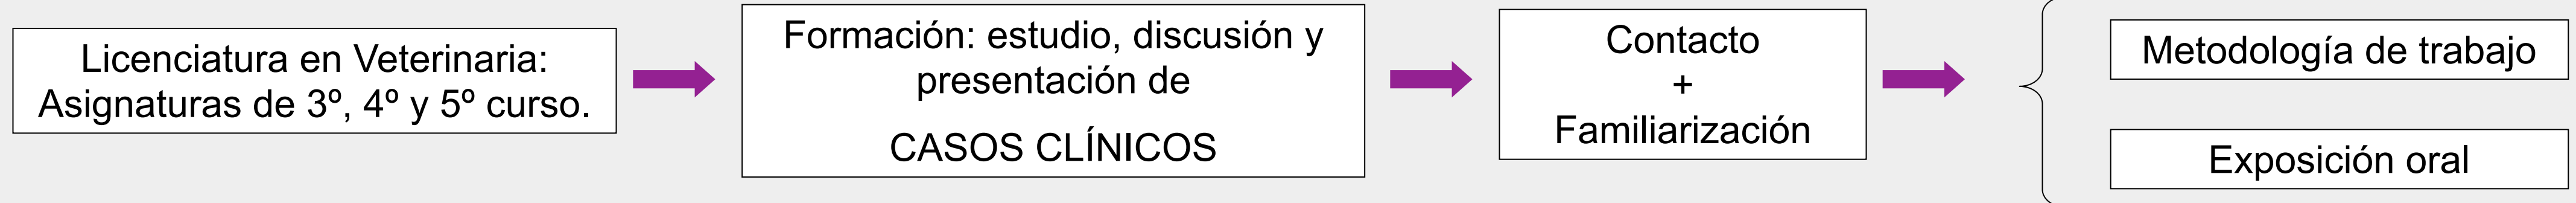 Licenciatura en Veterinaria:
Asignaturas de 3º, 4º y 5º curso.
Formación: estudio, discusión y
presentación de
CASOS CLÍNICOS
Contacto
+
Familiarización
Metodología de trabajo
Exposición oral